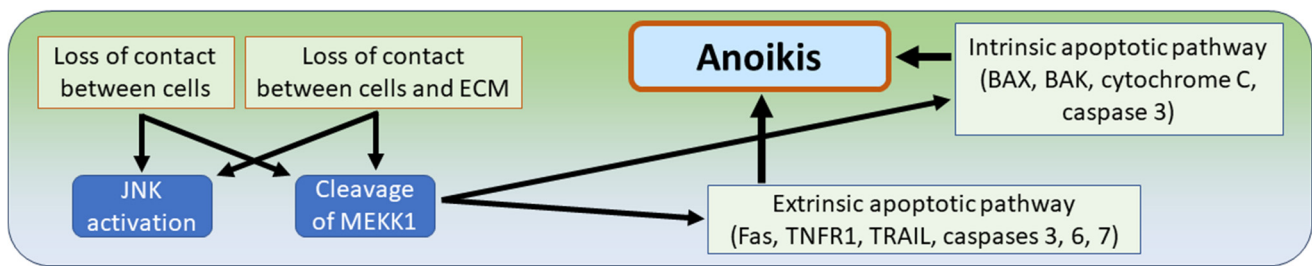 Loss of contact
between cells
Loss of contact
between cells and ECM
Anoikis
Intrinsic apoptotic pathway
(BAX, BAK, cytochrome C,
caspase 3)
JNK
activation
Cleavage
of MEKK1
Extrinsic apoptotic pathway
(Fas, TNFR1, TRAIL, caspases 3, 6, 7)